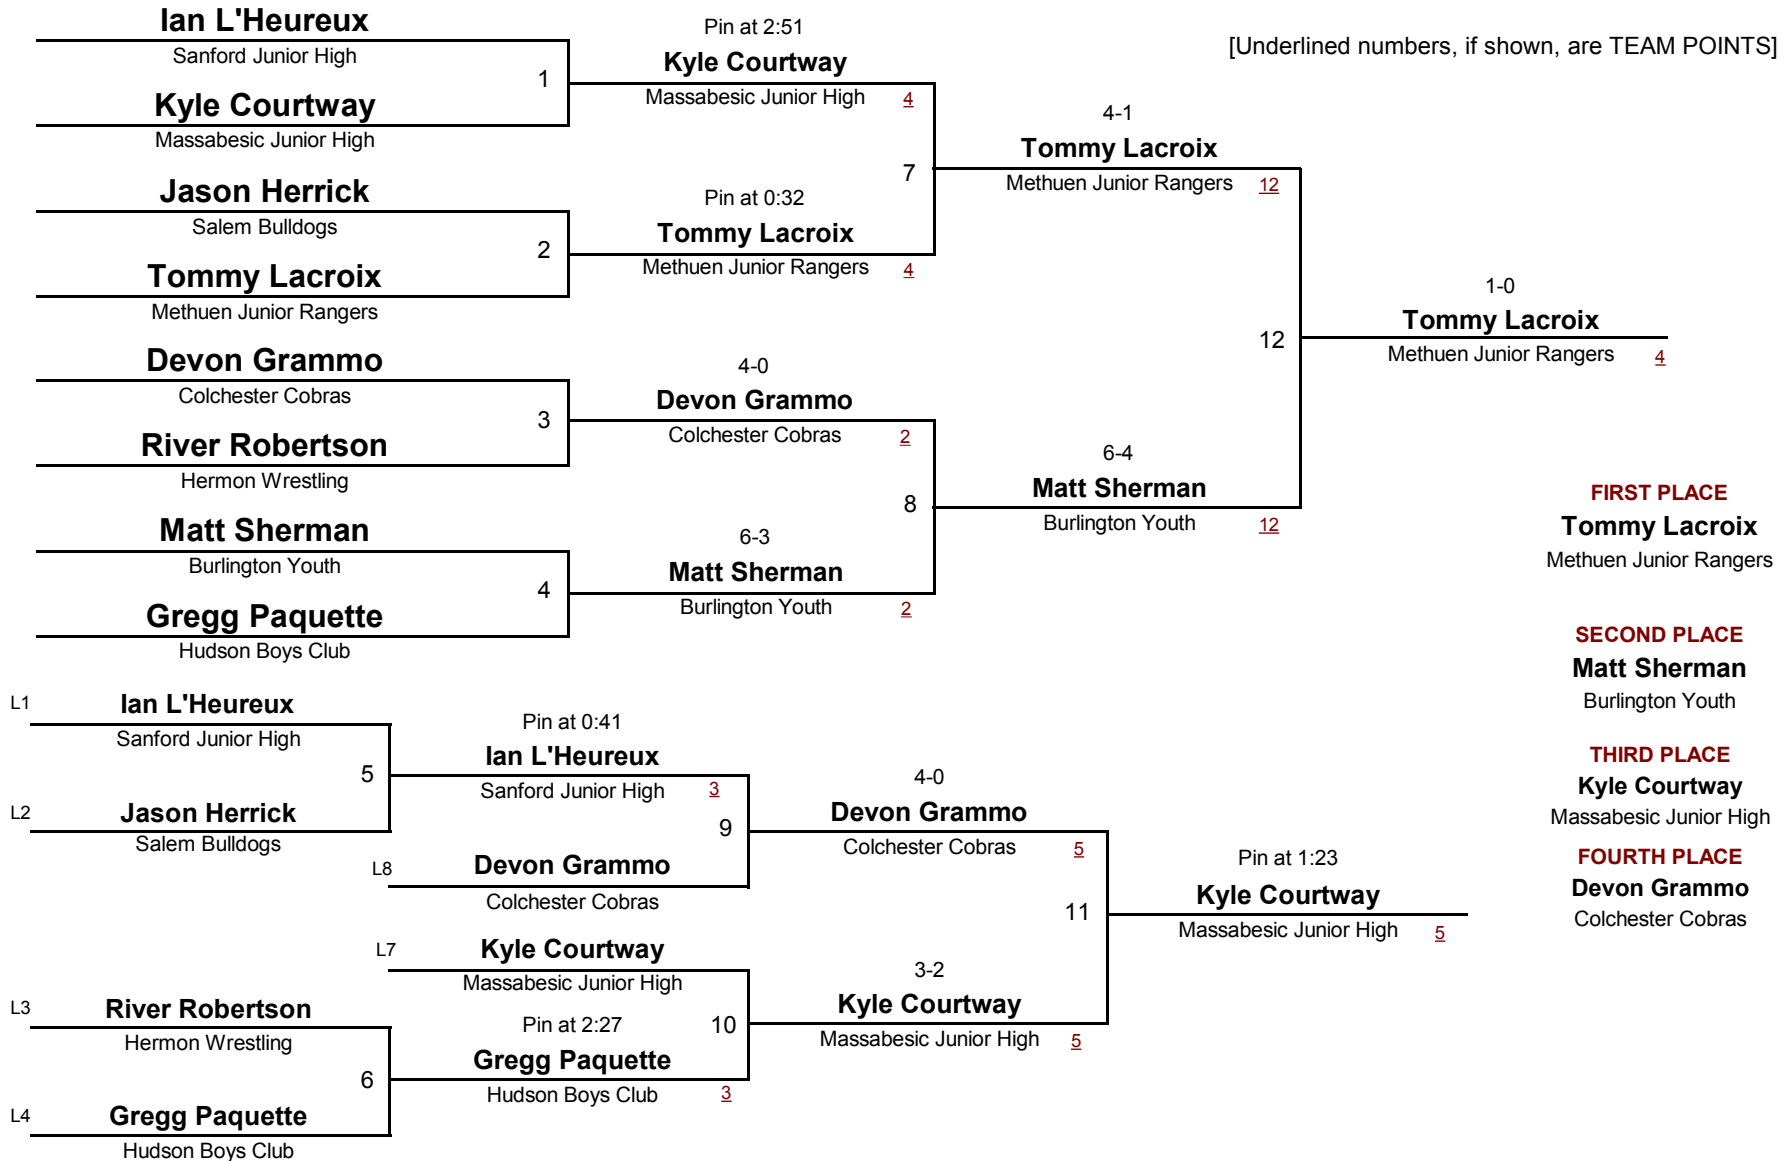 Ian L'Heureux
Sanford Junior High
1
Kyle Courtway
Massabesic Junior High
Jason Herrick
Salem Bulldogs
2
Tommy Lacroix
Methuen Junior Rangers
Devon Grammo
Colchester Cobras
3
River Robertson
Hermon Wrestling
Matt Sherman
Burlington Youth
4
Gregg Paquette
Hudson Boys Club
Pin at 2:51
Kyle Courtway
Massabesic Junior High 4
7
Pin at 0:32
Tommy Lacroix
Methuen Junior Rangers 4
4-0
Devon Grammo
Colchester Cobras 2
8
6-3
Matt Sherman
Burlington Youth 2
[Underlined numbers, if shown, are TEAM POINTS]
4-1
Tommy Lacroix
Methuen Junior Rangers 12
12
6-4
Matt Sherman
Burlington Youth 12
1-0
Tommy Lacroix
Methuen Junior Rangers 4
FIRST PLACE
Tommy Lacroix
Methuen Junior Rangers
SECOND PLACE
Matt Sherman
Burlington Youth
THIRD PLACE
Kyle Courtway
Massabesic Junior High
FOURTH PLACE
Devon Grammo
Colchester Cobras
L1 Ian L'Heureux
Sanford Junior High
5
L2 Jason Herrick
Salem Bulldogs
L3 River Robertson
Hermon Wrestling
6
L4 Gregg Paquette
Hudson Boys Club
Pin at 0:41
Ian L'Heureux
Sanford Junior High 3
9
L8 Devon Grammo
Colchester Cobras
L7 Kyle Courtway
Massabesic Junior High
10
Pin at 2:27
Gregg Paquette
Hudson Boys Club 3
4-0
Devon Grammo
Colchester Cobras 5
11
3-2
Kyle Courtway
Massabesic Junior High 5
Pin at 1:23
Kyle Courtway
Massabesic Junior High 5